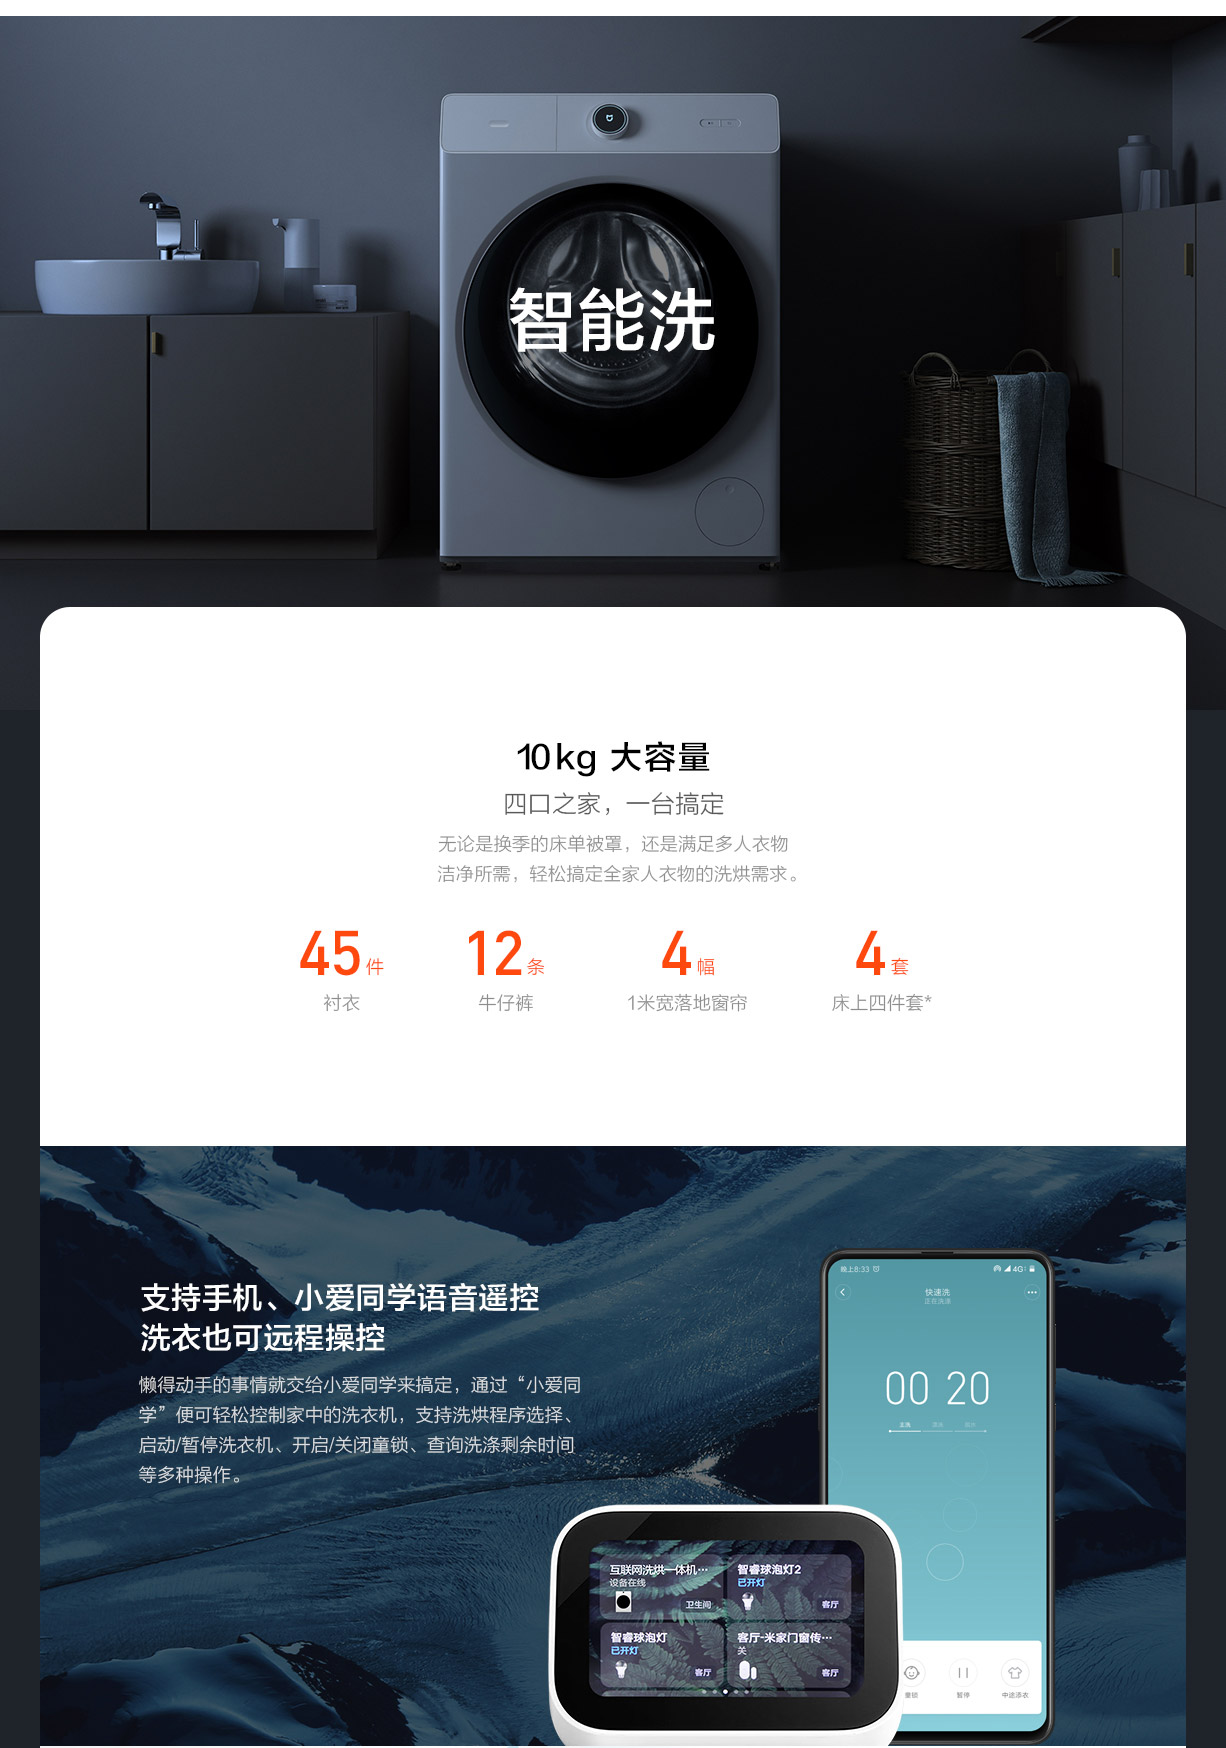 智能洗
10kg 大容量
四口之家，一台搞定
无论是换季的床单被罩，还是满足多人衣物
洁净所需，轻松搞定全家人衣物的洗烘需求。
45件
12条
4幅
4套
衬衣
牛仔裤
1米宽落地窗帘
床上四件套*
支持手机、小爱同学语音遥控
洗衣也可远程操控
懒得动手的事情就交给小爱同学来搞定，通过“小爱同
学”便可轻松控制家中的洗衣机，支持洗烘程序选择、
启动/暂停洗衣机、开启/关闭童锁、查询洗涤剩余时间
等多种操作。
晚上8:33
4G
快速洗
正在洗涤
00 20
主洗
互联网洗烘一体机…
设备在线
卫生间
智睿球泡灯2
已开灯
客厅
智睿球泡灯
已开灯
客厅
客厅-米家门窗传…
关
客厅
童锁
暂停
中途添衣